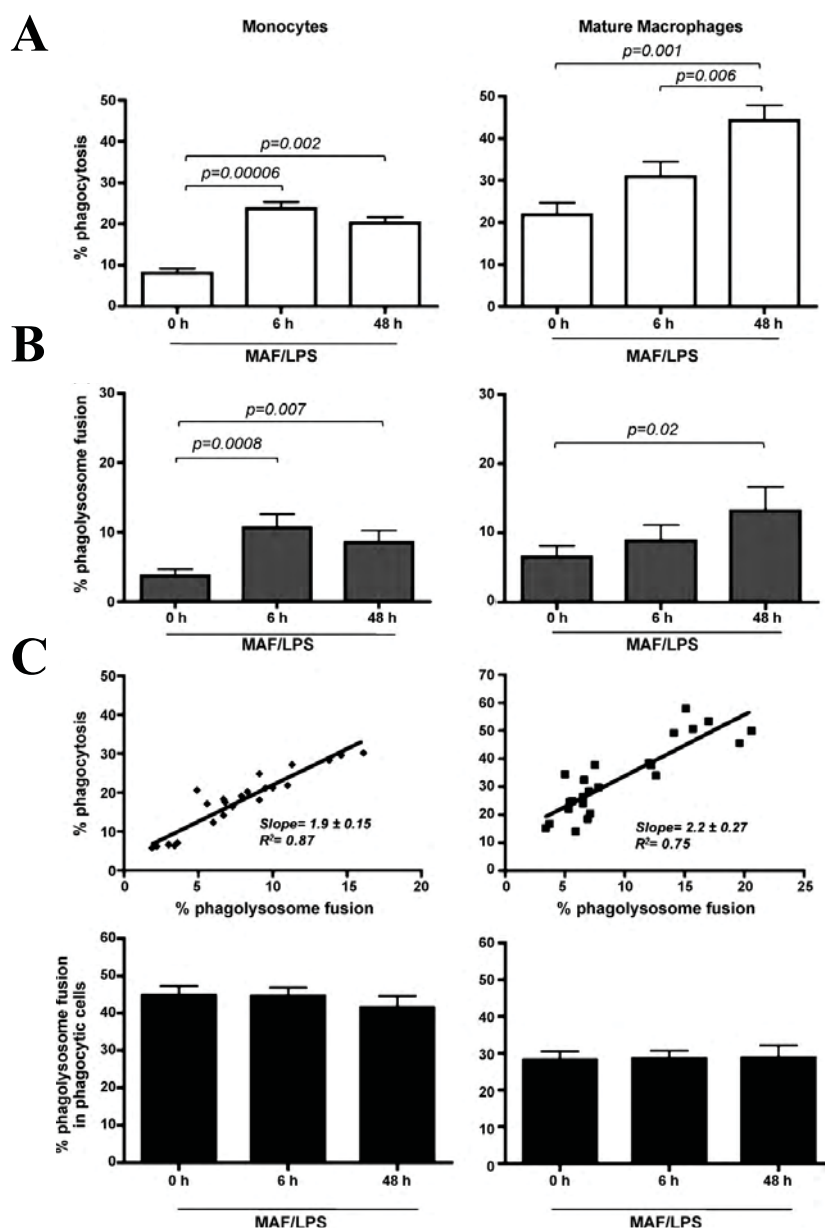 A
Monocytes
Mature Macrophages
% phagocytosis
50
40
30
20
10
0
p=0.002
p=0.00006
0 h 6 h 48 h
MAF/LPS
50
40
30
20
10
0
p=0.001
p=0.006
0 h 6 h 48 h
MAF/LPS
B
% phagolysosome fusion
30
20
10
0
p=0.007
p=0.0008
0 h 6 h 48 h
MAF/LPS
30
20
10
0
p=0.02
0 h 6 h 48 h
MAF/LPS
C
% phagocytosis
50
40
30
20
10
0
Slope= 1.9 ± 0.15
R²= 0.87
0 5 10 15 20
% phagolysosome fusion
70
60
50
40
30
20
10
0
Slope= 2.2 ± 0.27
R²= 0.75
0 5 10 15 20 25
% phagolysosome fusion
% phagolysosome fusion
in phagocytic cells
60
50
40
30
20
10
0
0 h 6 h 48 h
MAF/LPS
60
50
40
30
20
10
0
0 h 6 h 48 h
MAF/LPS